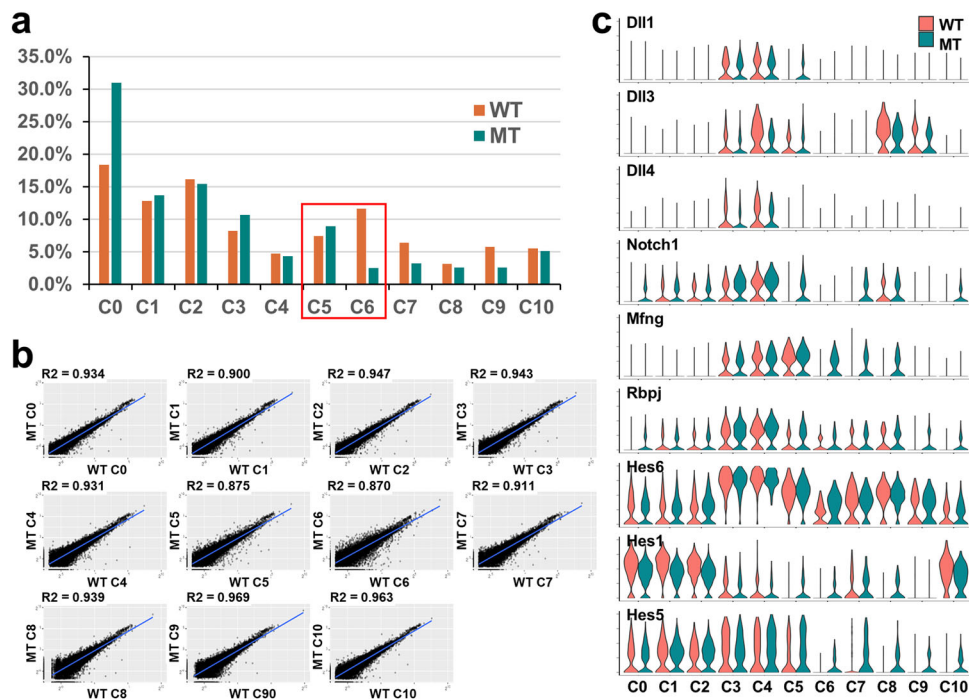 a
35.0%
30.0%
25.0%
20.0%
15.0%
10.0%
5.0%
0.0%
WT
MT
C0 C1 C2 C3 C4 C5 C6 C7 C8 C9 C10
b
R2 = 0.934 R2 = 0.900 R2 = 0.947 R2 = 0.943
MT C0 MT C1 MT C2 MT C3
WT C0 WT C1 WT C2 WT C3
R2 = 0.931 R2 = 0.875 R2 = 0.870 R2 = 0.911
MT C4 MT C5 MT C6 MT C7
WT C4 WT C5 WT C6 WT C7
R2 = 0.939 R2 = 0.969 R2 = 0.963
MT C8 MT C9 MT C10
WT C8 WT C90 WT C10
c
WT
MT
Dll1
Dll3
Dll4
Notch1
Mfng
Rbpj
Hes6
Hes1
Hes5
C0 C1 C2 C3 C4 C5 C6 C7 C8 C9 C10